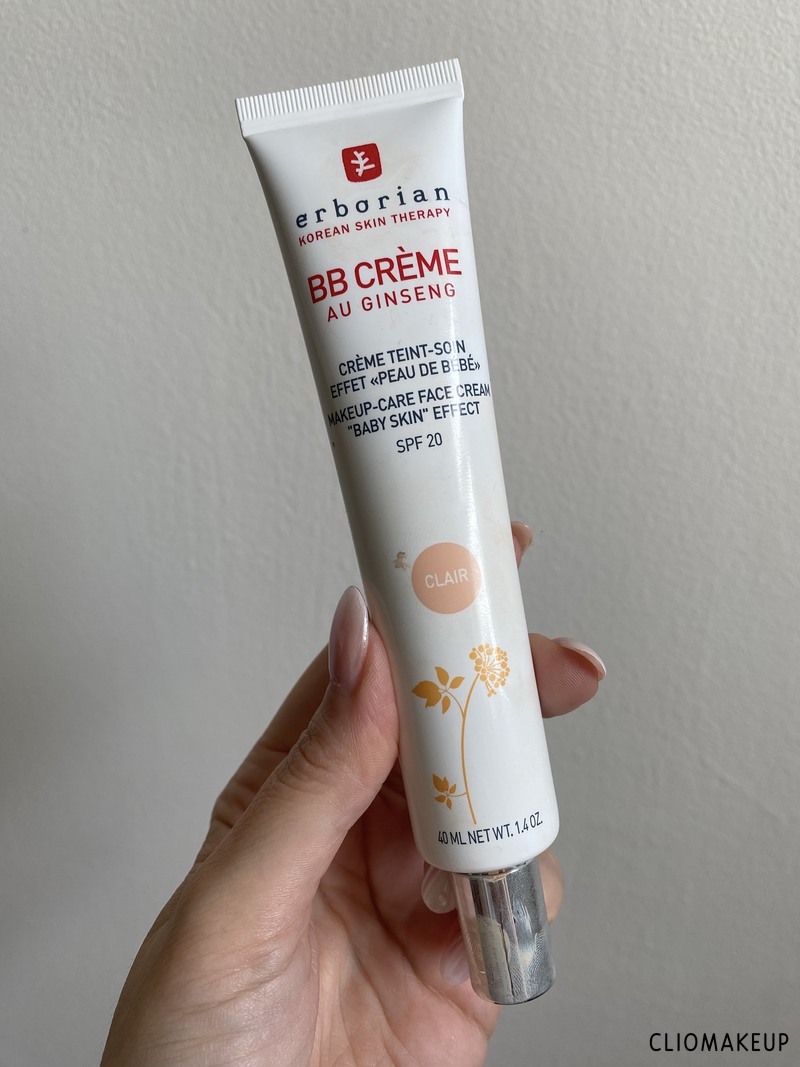 erborian
KOREAN SKIN THERAPY
BB CRÈME
AU GINSENG
CRÈME TEINT-SOIN
EFFET «PEAU DE BÉBÉ»
MAKEUP-CARE FACE CREAM
"BABY SKIN" EFFECT
SPF 20
CLAIR
40 ML NET WT. 1.4 OZ.
CLIOMAKEUP